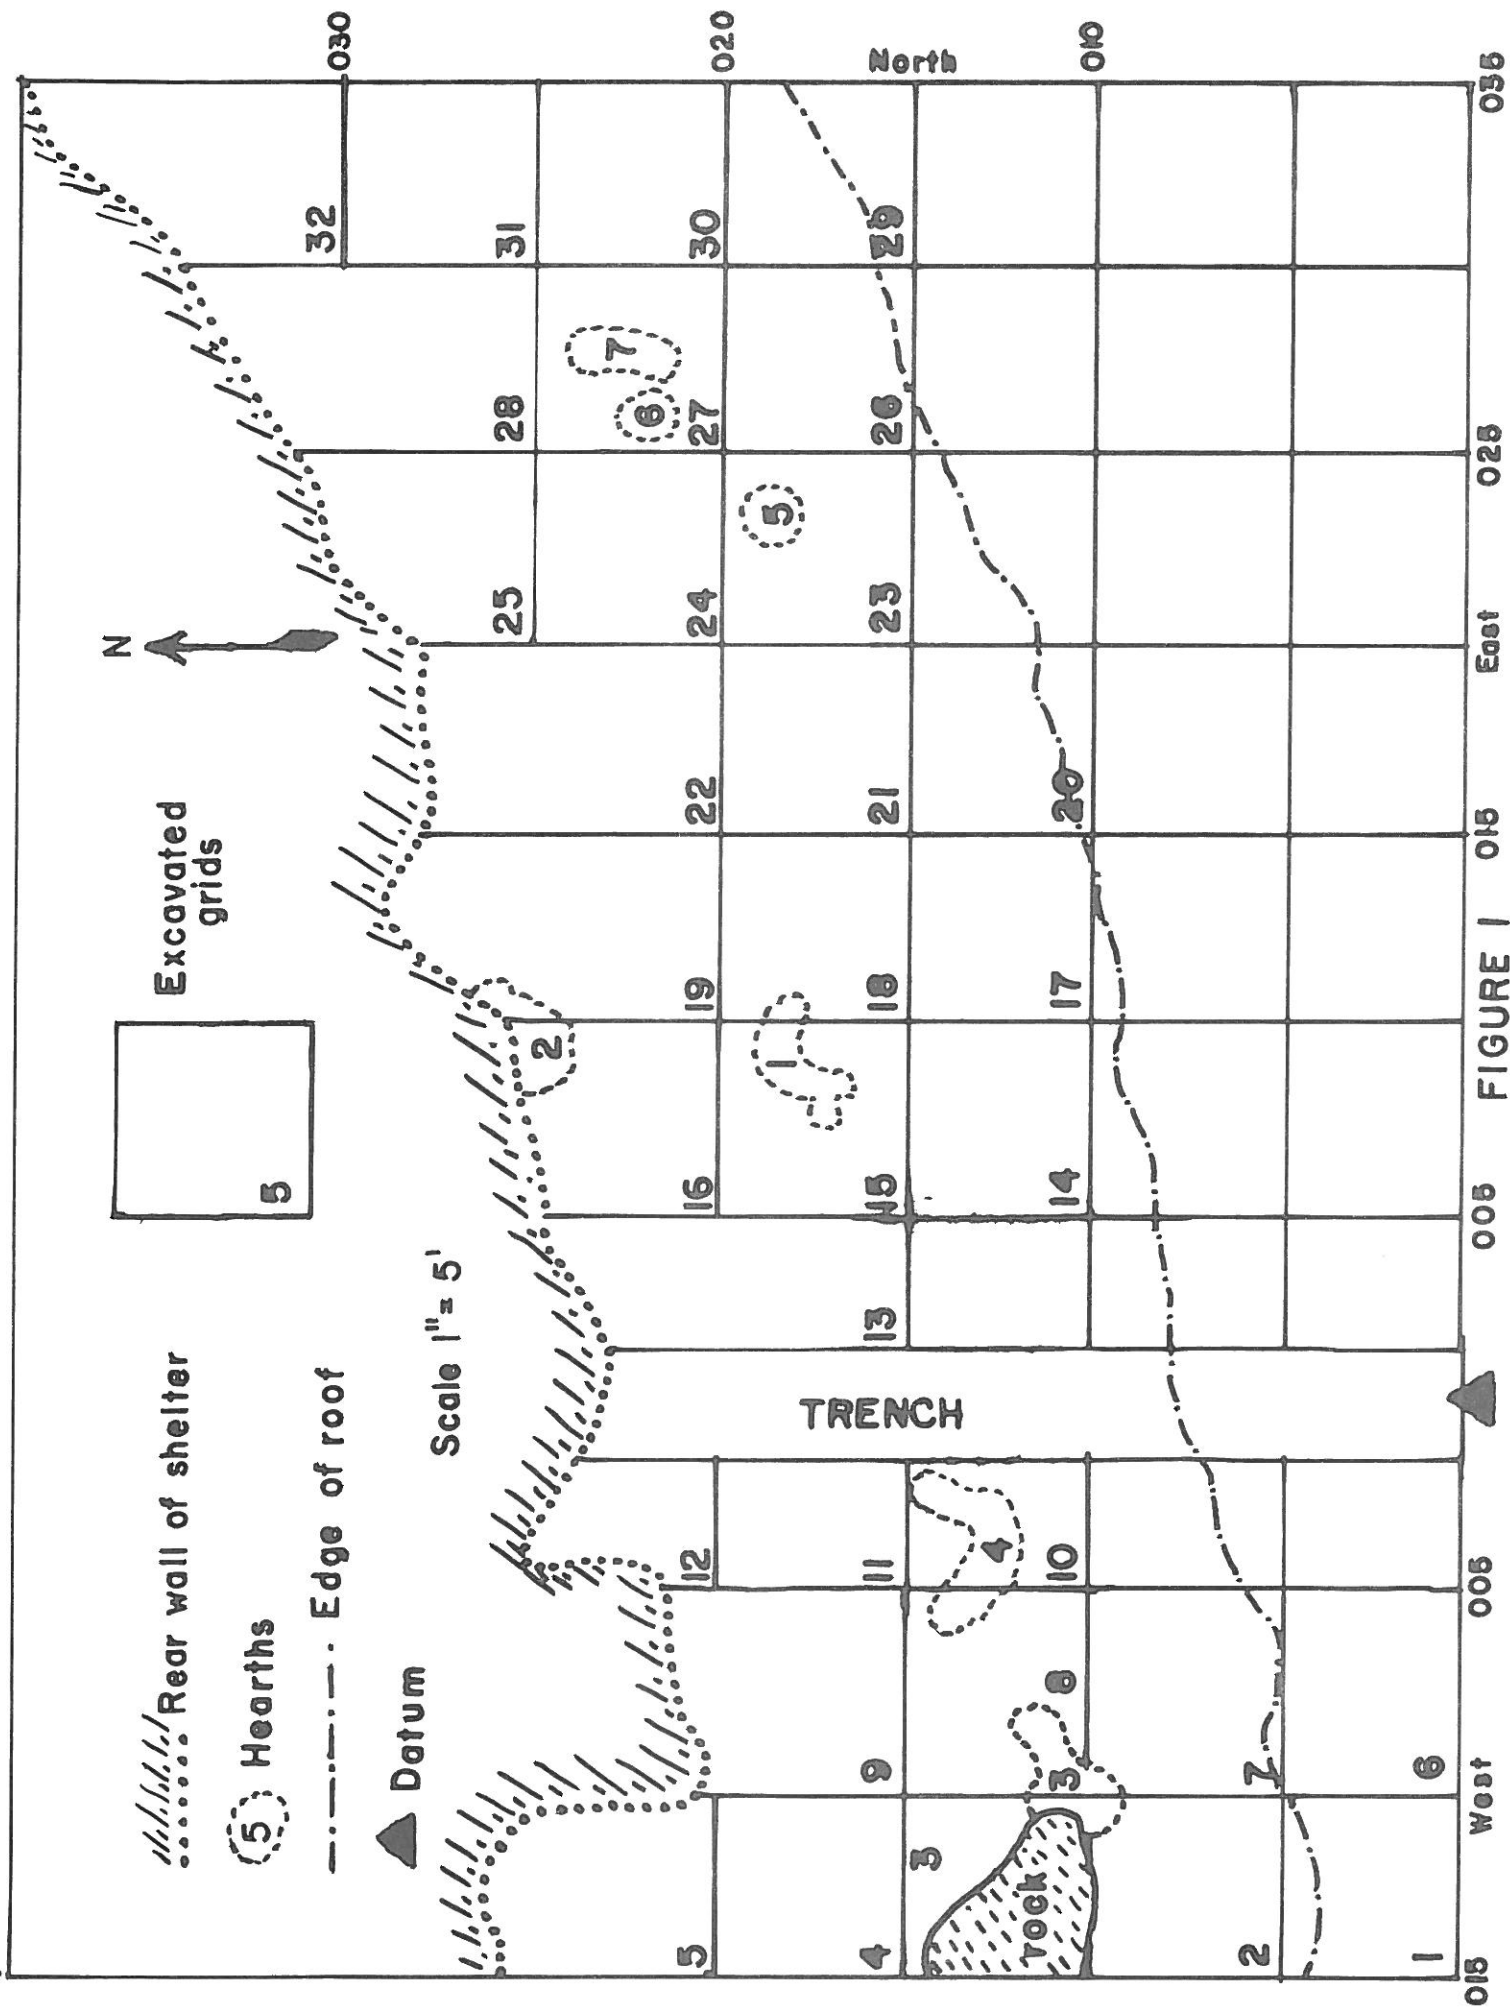 N
Rear wall of shelter
Excavated
grids
5 Hearths
5
Edge of roof
32
030
Datum
Scale 1"= 5'
25 28 31
2
7
6
5 12 16 19 22 24 27 30 020
1 5
4 9 11 13 15 18 21 23 26 29 North
TRENCH
3
4
rock 3 8 10 14 17 20 010
2 7
1 6
015 West 005 005 015 East 025 035
FIGURE 1